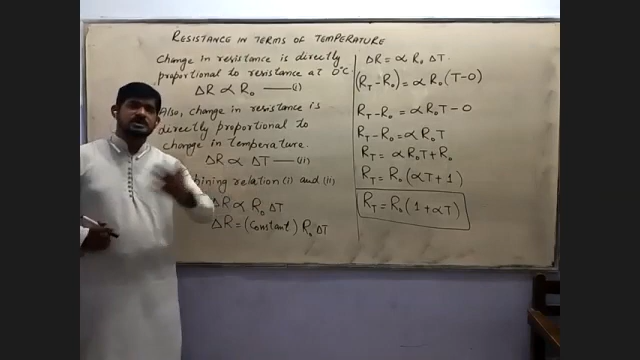 RESISTANCE IN TERMS OF TEMPERATURE
Change in resistance is directly
proportional to resistance at 0°C
ΔR ∝ R₀ —(i)
Also, change in resistance is
directly proportional to
change in temperature.
ΔR ∝ ΔT —(ii)
relation (i) and (ii)
ΔR ∝ R₀ ΔT
ΔR = (Constant) R₀ ΔT
ΔR = ∝ R₀ ΔT.
(R_T - R₀) = ∝ R₀ (T-0)
R_T - R₀ = ∝ R₀ T - 0
R_T - R₀ = ∝ R₀ T
R_T = ∝ R₀ T + R₀
R_T = R₀ (∝T + 1)
R_T = R₀ (1 + ∝T)